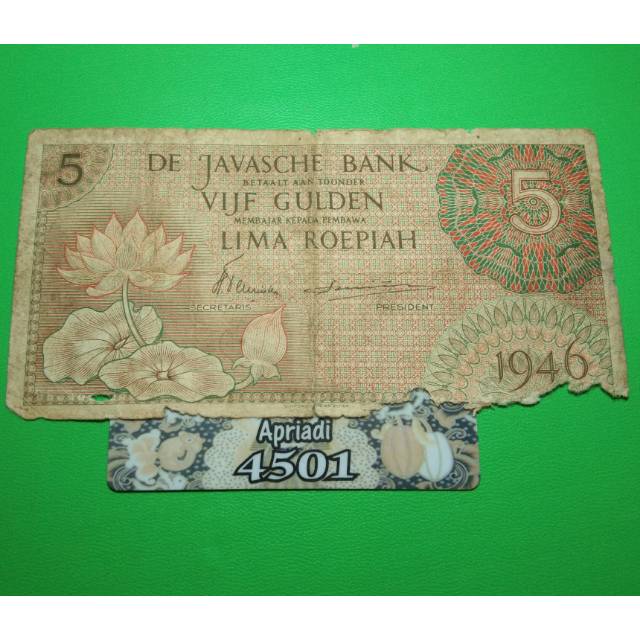 5
DE JAVASCHE BANK
BETAALT AAN TOONDER
VIJF GULDEN
MEMBAJAR KEPADA PEMBAWA
LIMA ROEPIAH
5
SECRETARIS
PRESIDENT
1946
Apriadi
4501